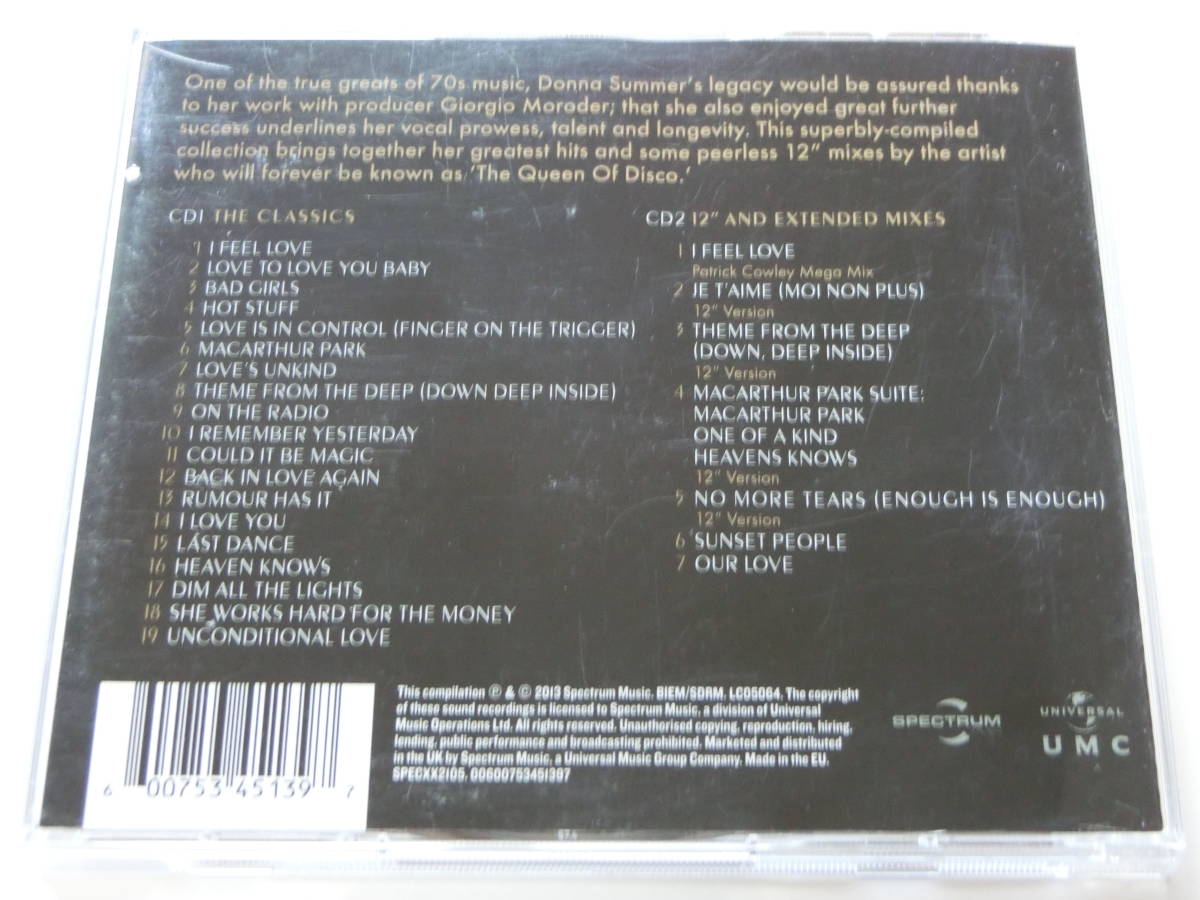 One of the true greats of 70s music, Donna Summer's legacy would be assured thanks
to her work with producer Giorgio Moroder; that she also enjoyed great further
success underlines her vocal prowess, talent and longevity. This superbly-compiled
collection brings together her greatest hits and some peerless 12" mixes by the artist
who will forever be known as 'The Queen Of Disco.'
CD1 THE CLASSICS
1 I FEEL LOVE
2 LOVE TO LOVE YOU BABY
3 BAD GIRLS
4 HOT STUFF
5 LOVE IS IN CONTROL (FINGER ON THE TRIGGER)
6 MACARTHUR PARK
7 LOVE'S UNKIND
8 THEME FROM THE DEEP (DOWN DEEP INSIDE)
9 ON THE RADIO
10 I REMEMBER YESTERDAY
11 COULD IT BE MAGIC
12 BACK IN LOVE AGAIN
13 RUMOUR HAS IT
14 I LOVE YOU
15 LAST DANCE
16 HEAVEN KNOWS
17 DIM ALL THE LIGHTS
18 SHE WORKS HARD FOR THE MONEY
19 UNCONDITIONAL LOVE
CD2 12" AND EXTENDED MIXES
1 I FEEL LOVE
Patrick Cowley Mega Mix
2 JE T'AIME (MOI NON PLUS)
12" Version
3 THEME FROM THE DEEP
(DOWN, DEEP INSIDE)
12" Version
4 MACARTHUR PARK SUITE:
MACARTHUR PARK
ONE OF A KIND
HEAVENS KNOWS
12" Version
5 NO MORE TEARS (ENOUGH IS ENOUGH)
12" Version
6 SUNSET PEOPLE
7 OUR LOVE
This compilation ℗ & © 2013 Spectrum Music. BIEM/SDRM. LC05064. The copyright
of these sound recordings is licensed to Spectrum Music, a division of Universal
Music Operations Ltd. All rights reserved. Unauthorised copying, reproduction, hiring,
lending, public performance and broadcasting prohibited. Marketed and distributed
in the UK by Spectrum Music, a Universal Music Group Company. Made in the EU.
SPECXX2105. 00600753451397
6 00753 45139 7
SPECTRUM
UNIVERSAL
UMC